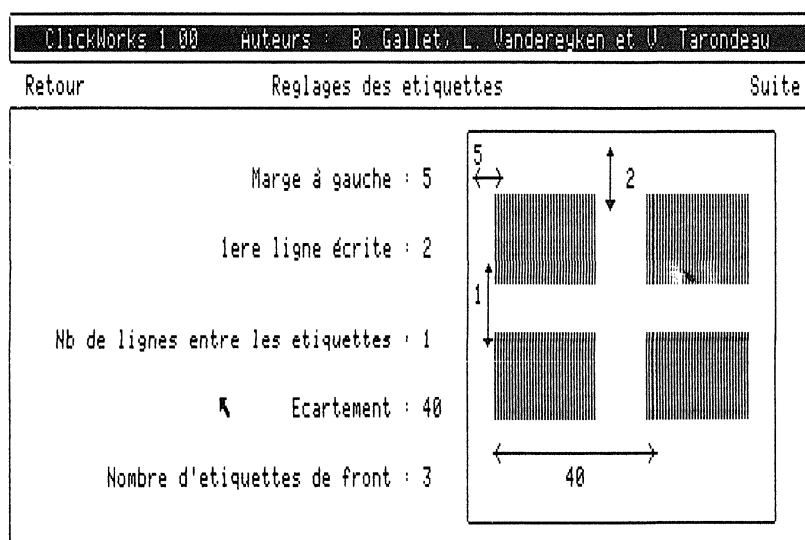 ClickWorks 1.00 Auteurs : B. Gallet, L. Vandereyken et V. Tarondeau
Retour Reglages des etiquettes Suite
Marge à gauche : 5
1ere ligne écrite : 2
Nb de lignes entre les etiquettes : 1
Ecartement : 40
Nombre d'etiquettes de front : 3
5
2
1
40